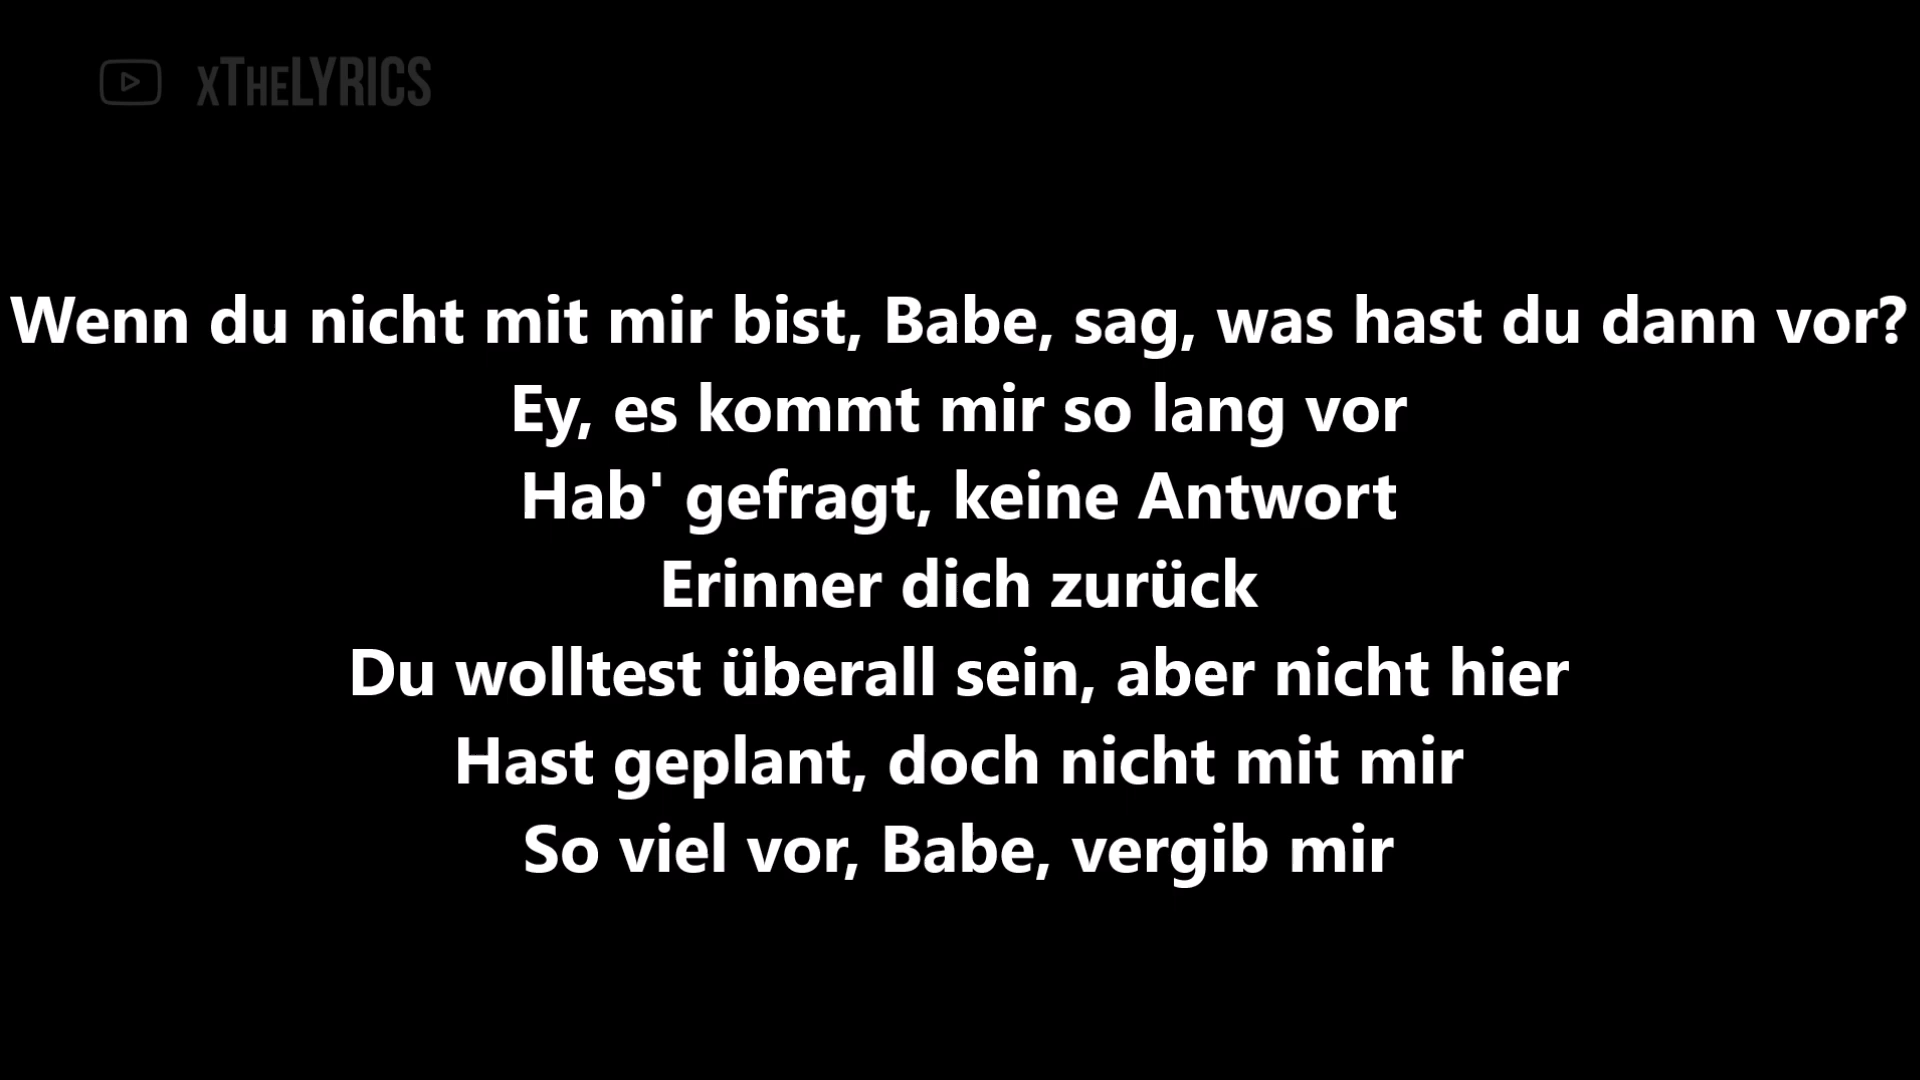 xTheLYRICS
Wenn du nicht mit mir bist, Babe, sag, was hast du dann vor?
Ey, es kommt mir so lang vor
Hab' gefragt, keine Antwort
Erinner dich zurück
Du wolltest überall sein, aber nicht hier
Hast geplant, doch nicht mit mir
So viel vor, Babe, vergib mir